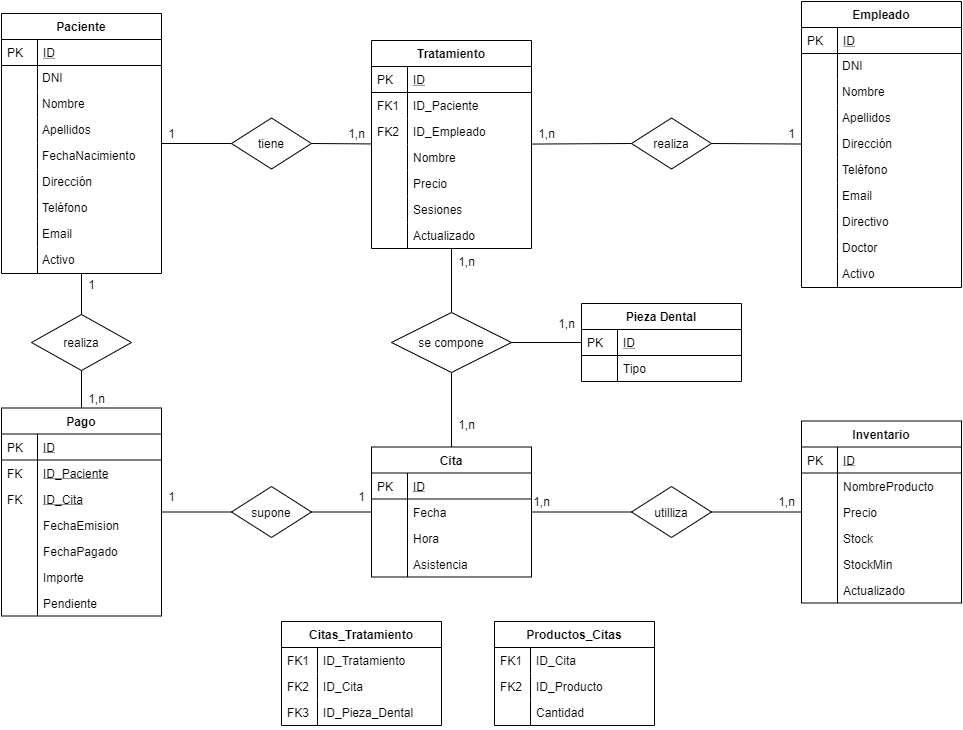 Paciente
PK ID
DNI
Nombre
Apellidos
FechaNacimiento
Dirección
Teléfono
Email
Activo
1
tiene
1,n
Tratamiento
PK ID
FK1 ID_Paciente
FK2 ID_Empleado
Nombre
Precio
Sesiones
Actualizado
1,n
realiza
1
Empleado
PK ID
DNI
Nombre
Apellidos
Dirección
Teléfono
Email
Directivo
Doctor
Activo
1
realiza
1,n
1,n
se compone
1,n
1,n
Pieza Dental
PK ID
Tipo
Pago
PK ID
FK ID_Paciente
FK ID_Cita
FechaEmision
FechaPagado
Importe
Pendiente
1
supone
1
Cita
PK ID
Fecha
Hora
Asistencia
1,n
utilliza
1,n
Inventario
PK ID
NombreProducto
Precio
Stock
StockMin
Actualizado
Citas_Tratamiento
FK1 ID_Tratamiento
FK2 ID_Cita
FK3 ID_Pieza_Dental
Productos_Citas
FK1 ID_Cita
FK2 ID_Producto
Cantidad